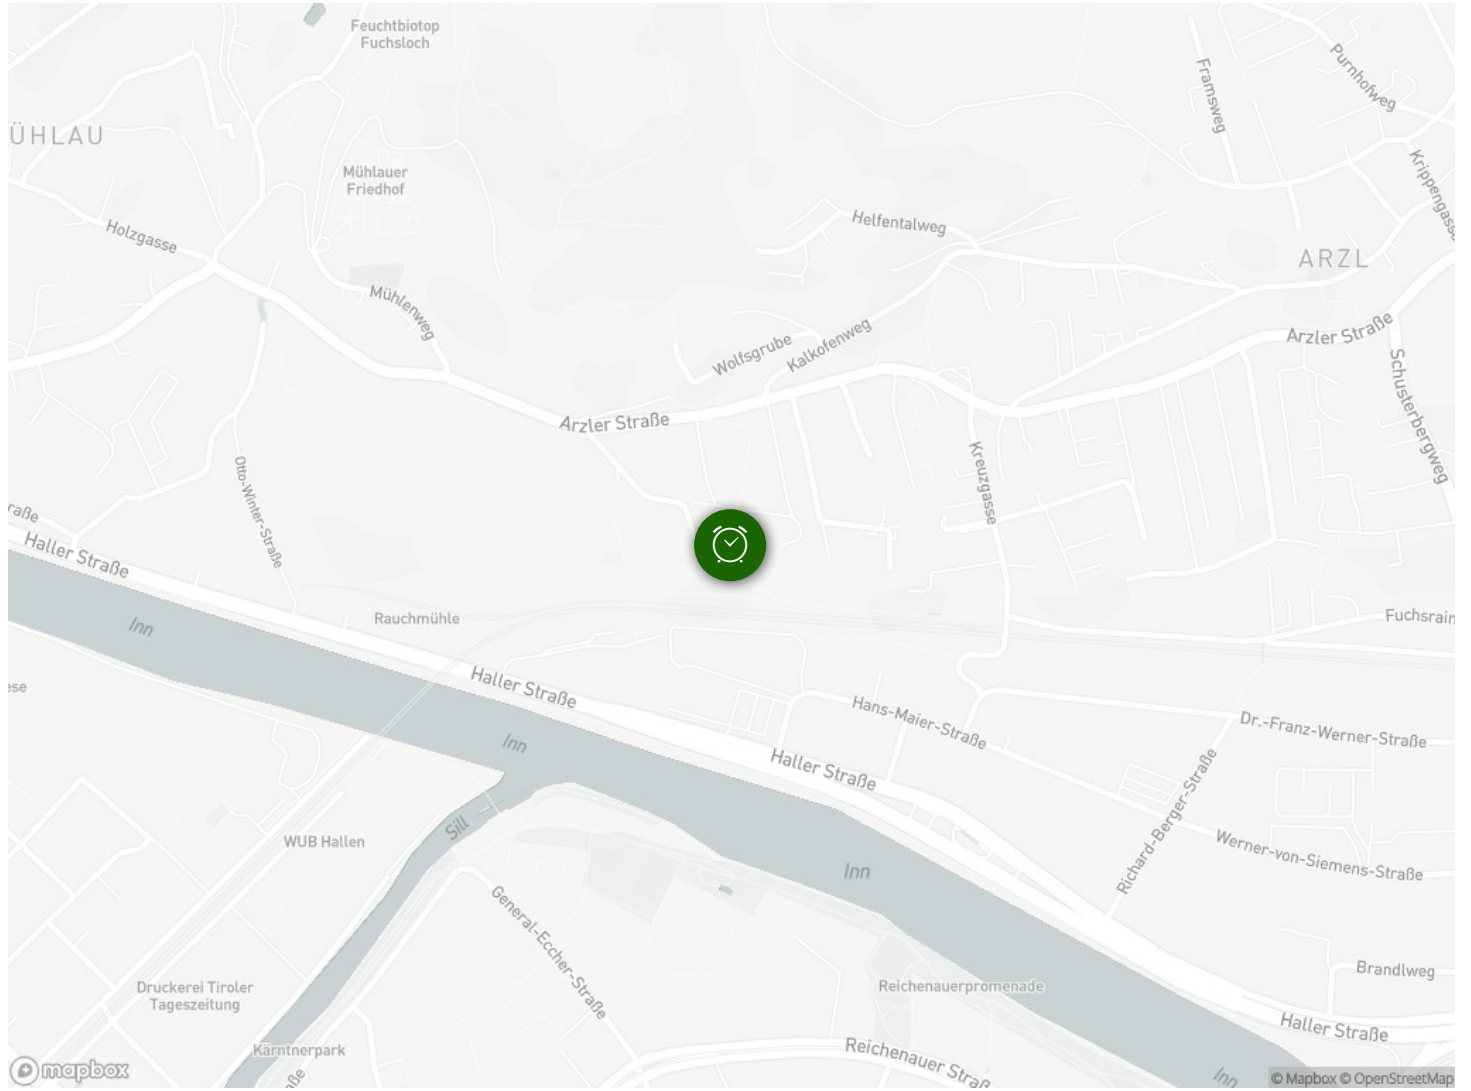 Feuchtbiotop
Fuchsloch
Framsweg
Purnhofweg
ÜHLAU
Mühlauer
Friedhof
Krippengasse
Holzgasse
Helfentalweg
ARZL
Mühlenweg
Wolfsgrube
Kalkofenweg
Arzler Straße
Arzler Straße
Schusterbergweg
Kreuzgasse
Otto-Winter-Straße
raße
Haller Straße
Inn
Rauchmühle
Fuchsrain
ese
Haller Straße
Hans-Maier-Straße
Dr.-Franz-Werner-Straße
Inn
Haller Straße
Richard-Berger-Straße
Sill
WUB Hallen
Inn
Werner-von-Siemens-Straße
General-Eccher-Straße
Druckerei Tiroler
Tageszeitung
Reichenauerpromenade
Brandlweg
Haller Straße
Kärntnerpark
Reichenauer Straß
aße
Inn
mapbox
© Mapbox © OpenStreetMap